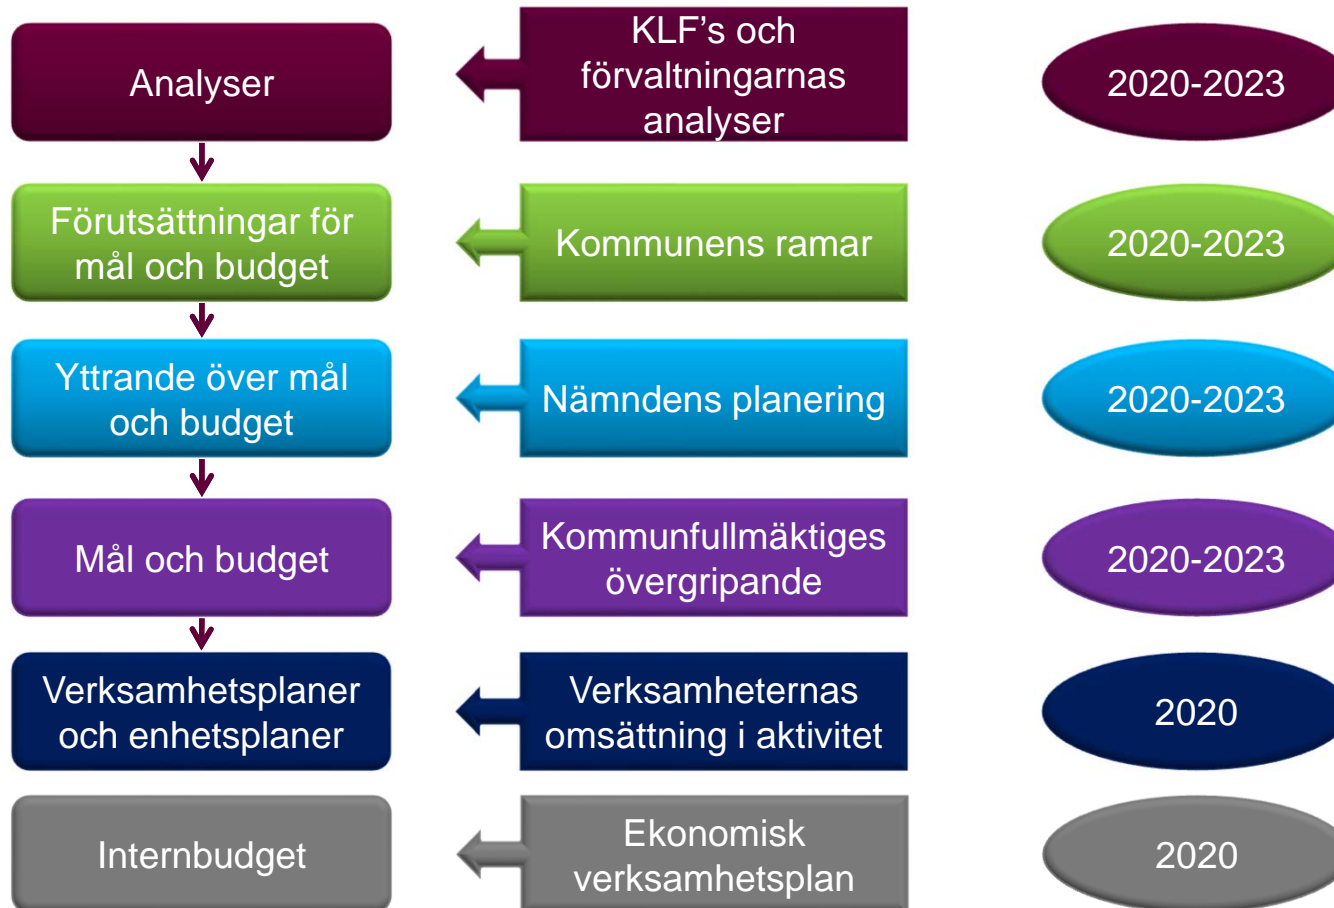 Analyser
KLF’s och
förvaltningarnas
analyser
2020-2023
Förutsättningar för
mål och budget
Kommunens ramar
2020-2023
Yttrande över mål
och budget
Nämndens planering
2020-2023
Mål och budget
Kommunfullmäktiges
övergripande
2020-2023
Verksamhetsplaner
och enhetsplaner
Verksamheternas
omsättning i aktivitet
2020
Internbudget
Ekonomisk
verksamhetsplan
2020